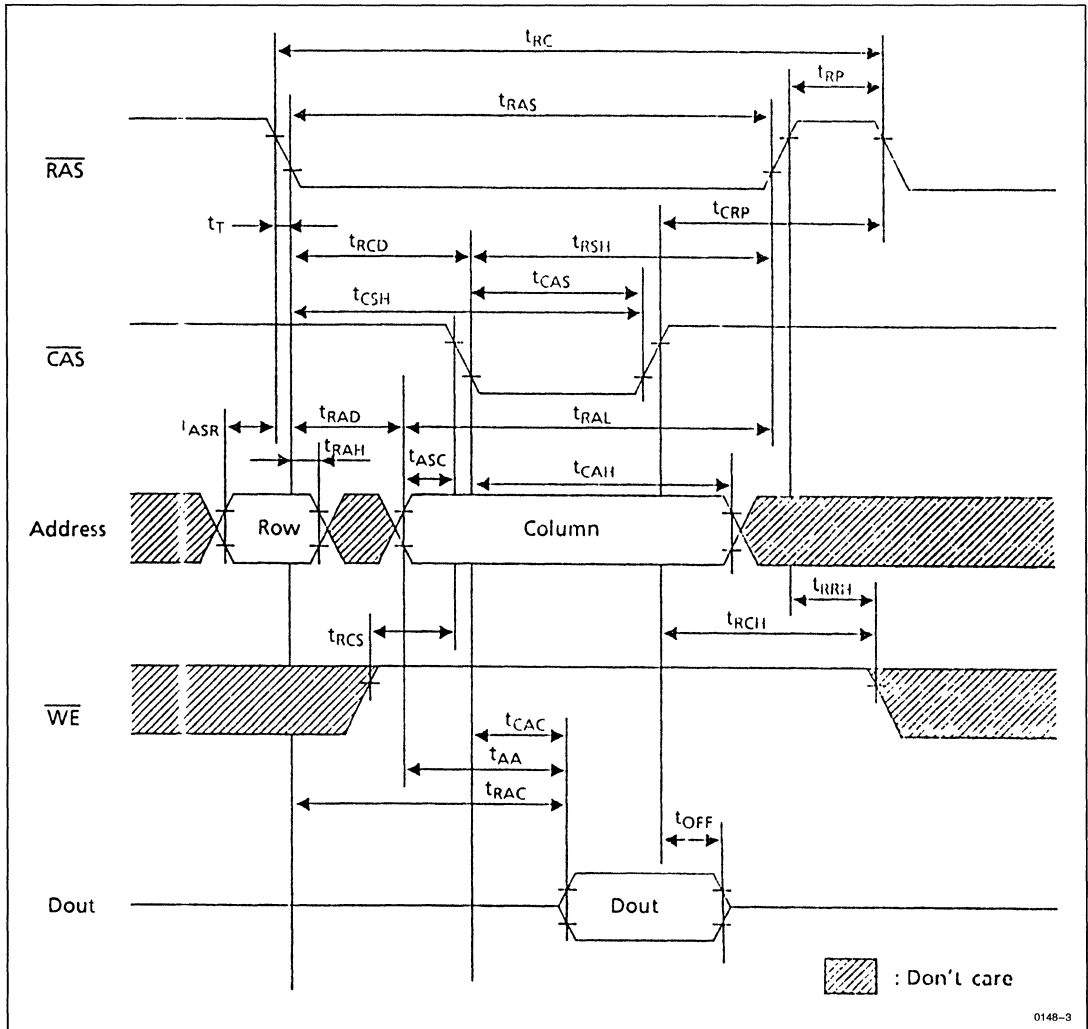 tRC
tRP
tRAS
RAS
tCRP
tT
tRCD
tRSH
tCAS
tCSH
CAS
tRAD
tRAL
tASR
tRAH
tASC
tCAH
Address
Row
Column
tRRH
tRCH
tRCS
WE
tCAC
tAA
tRAC
tOFF
Dout
Dout
: Don't care
0148–3